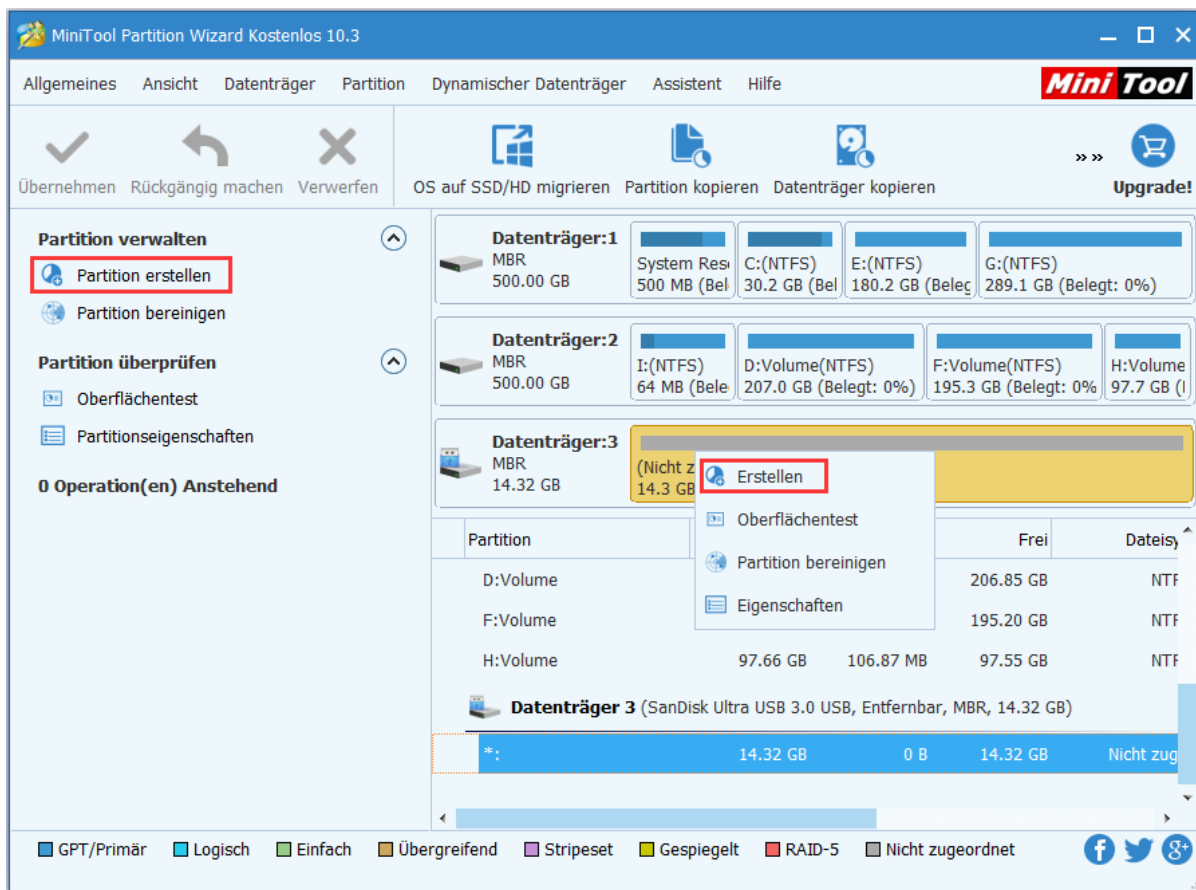 MiniTool Partition Wizard Kostenlos 10.3
Allgemeines Ansicht Datenträger Partition Dynamischer Datenträger Assistent Hilfe
Mini Tool
Übernehmen Rückgängig machen Verwerfen OS auf SSD/HD migrieren Partition kopieren Datenträger kopieren »» Upgrade!
Partition verwalten
Partition erstellen
Partition bereinigen
Partition überprüfen
Oberflächentest
Partitionseigenschaften
0 Operation(en) Anstehend
Datenträger:1
MBR
500.00 GB
System Res
500 MB (Bel
C:(NTFS)
30.2 GB (Bel
E:(NTFS)
180.2 GB (Beleg
G:(NTFS)
289.1 GB (Belegt: 0%)
Datenträger:2
MBR
500.00 GB
I:(NTFS)
64 MB (Bele
D:Volume(NTFS)
207.0 GB (Belegt: 0%)
F:Volume(NTFS)
195.3 GB (Belegt: 0%
H:Volume
97.7 GB (
Datenträger:3
MBR
14.32 GB
(Nicht z
14.3 GB
Erstellen
Oberflächentest
Partition bereinigen
Eigenschaften
Partition Frei Dateisy
D:Volume 206.85 GB NTF
F:Volume 195.20 GB NTF
H:Volume 97.66 GB 106.87 MB 97.55 GB NTF
Datenträger 3 (SanDisk Ultra USB 3.0 USB, Entfernbar, MBR, 14.32 GB)
*: 14.32 GB 0 B 14.32 GB Nicht zug
GPT/Primär Logisch Einfach Übergreifend Stripeset Gespiegelt RAID-5 Nicht zugeordnet